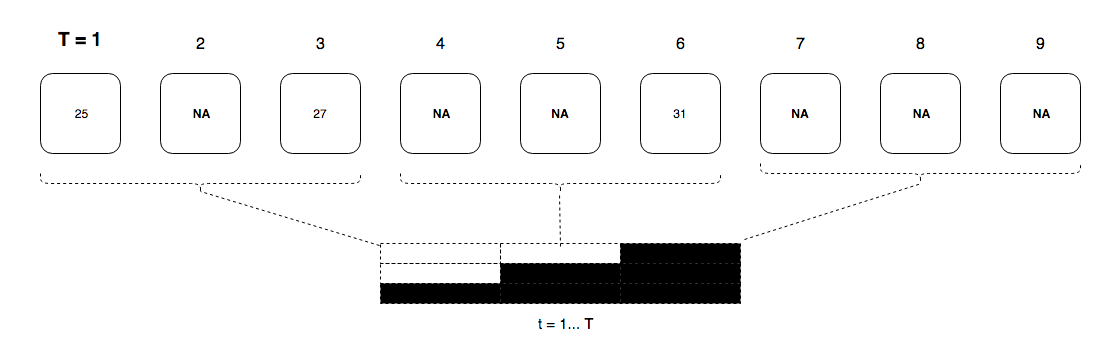 T = 1 2 3 4 5 6 7 8 9
25 NA 27 NA NA 31 NA NA NA
t = 1... T